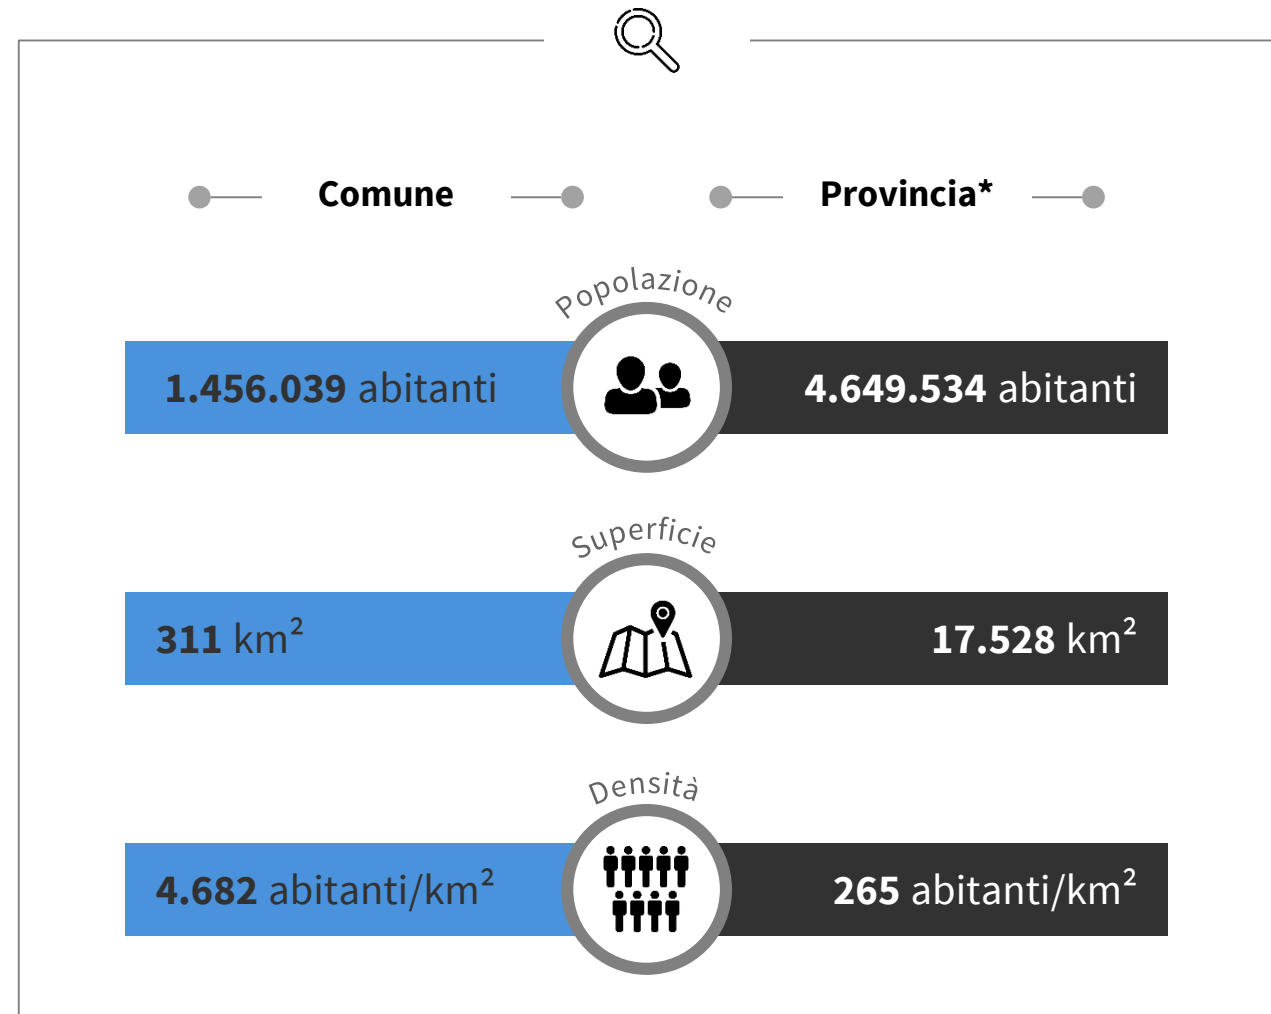 Comune
Provincia*
Popolazione
1.456.039 abitanti
4.649.534 abitanti
Superficie
311 km²
17.528 km²
Densità
4.682 abitanti/km²
265 abitanti/km²